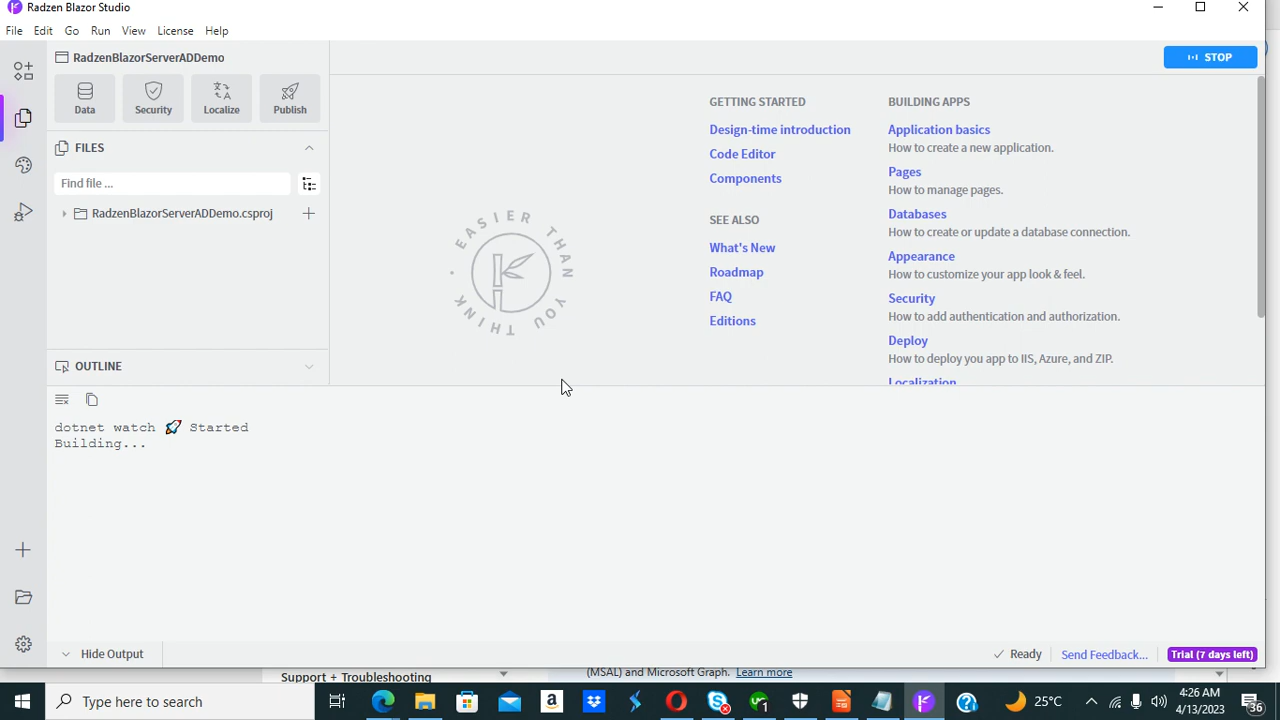 Radzen Blazor Studio
File Edit Go Run View License Help
RadzenBlazorServerADDemo
STOP
Data Security Localize Publish
FILES
Find file ...
RadzenBlazorServerADDemo.csproj
OUTLINE
EASIER THAN YOU THINK
GETTING STARTED
Design-time introduction
Code Editor
Components
SEE ALSO
What's New
Roadmap
FAQ
Editions
BUILDING APPS
Application basics
How to create a new application.
Pages
How to manage pages.
Databases
How to create or update a database connection.
Appearance
How to customize your app look & feel.
Security
How to add authentication and authorization.
Deploy
How to deploy you app to IIS, Azure, and ZIP.
Localization
dotnet watch 🚀 Started
Building...
Hide Output
Ready
Send Feedback...
Trial (7 days left)
Support + Troubleshooting
(MSAL) and Microsoft Graph. Learn more
Type here to search
25°C
4:26 AM
4/13/2023
36